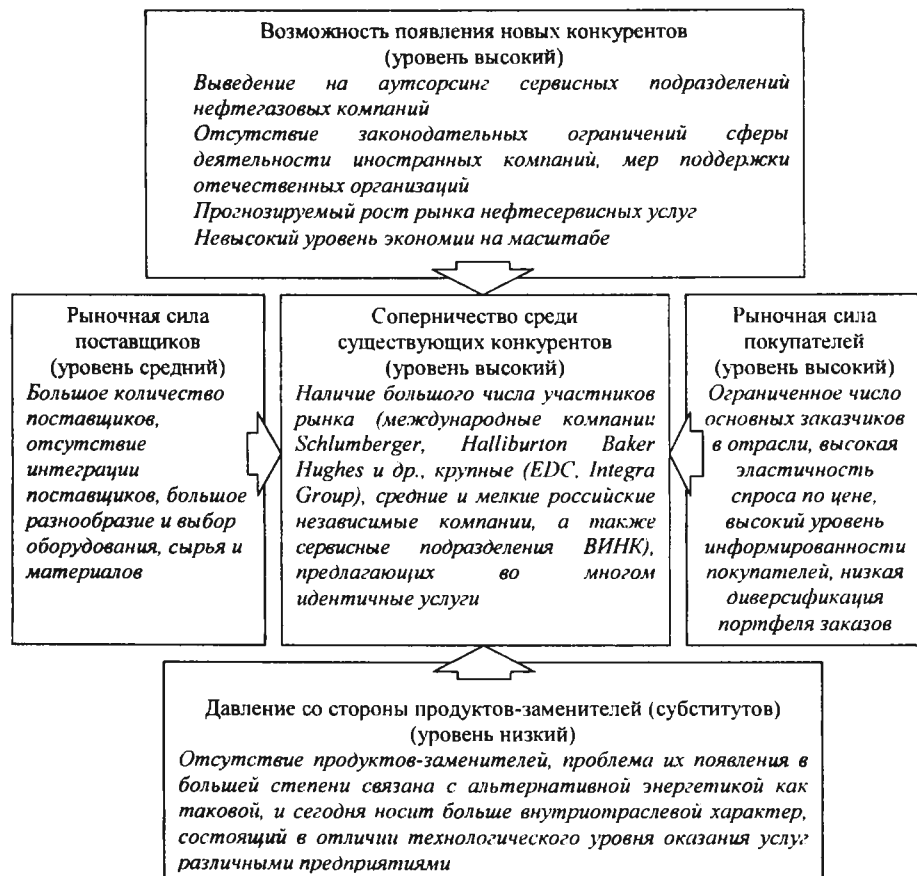 Возможность появления новых конкурентов
(уровень высокий)
Выведение на аутсорсинг сервисных подразделений
нефтегазовых компаний
Отсутствие законодательных ограничений сферы
деятельности иностранных компаний, мер поддержки
отечественных организаций
Прогнозируемый рост рынка нефтесервисных услуг
Невысокий уровень экономии на масштабе
Рыночная сила
поставщиков
(уровень средний)
Большое количество
поставщиков,
отсутствие
интеграции
поставщиков, большое
разнообразие и выбор
оборудования, сырья и
материалов
Соперничество среди
существующих конкурентов
(уровень высокий)
Наличие большого числа участников
рынка (международные компании
Schlumberger, Halliburton Baker
Hughes и др., крупные (EDC, Integra
Group), средние и мелкие российские
независимые компании, а также
сервисные подразделения ВИНК),
предлагающих во многом
идентичные услуги
Рыночная сила
покупателей
(уровень высокий)
Ограниченное число
основных заказчиков
в отрасли, высокая
эластичность
спроса по цене,
высокий уровень
информированности
покупателей, низкая
диверсификация
портфеля заказов
Давление со стороны продуктов-заменителей (субститутов)
(уровень низкий)
Отсутствие продуктов-заменителей, проблема их появления в
большей степени связана с альтернативной энергетикой как
таковой, и сегодня носит больше внутриотраслевой характер,
состоящий в отличии технологического уровня оказания услуг
различными предприятиями